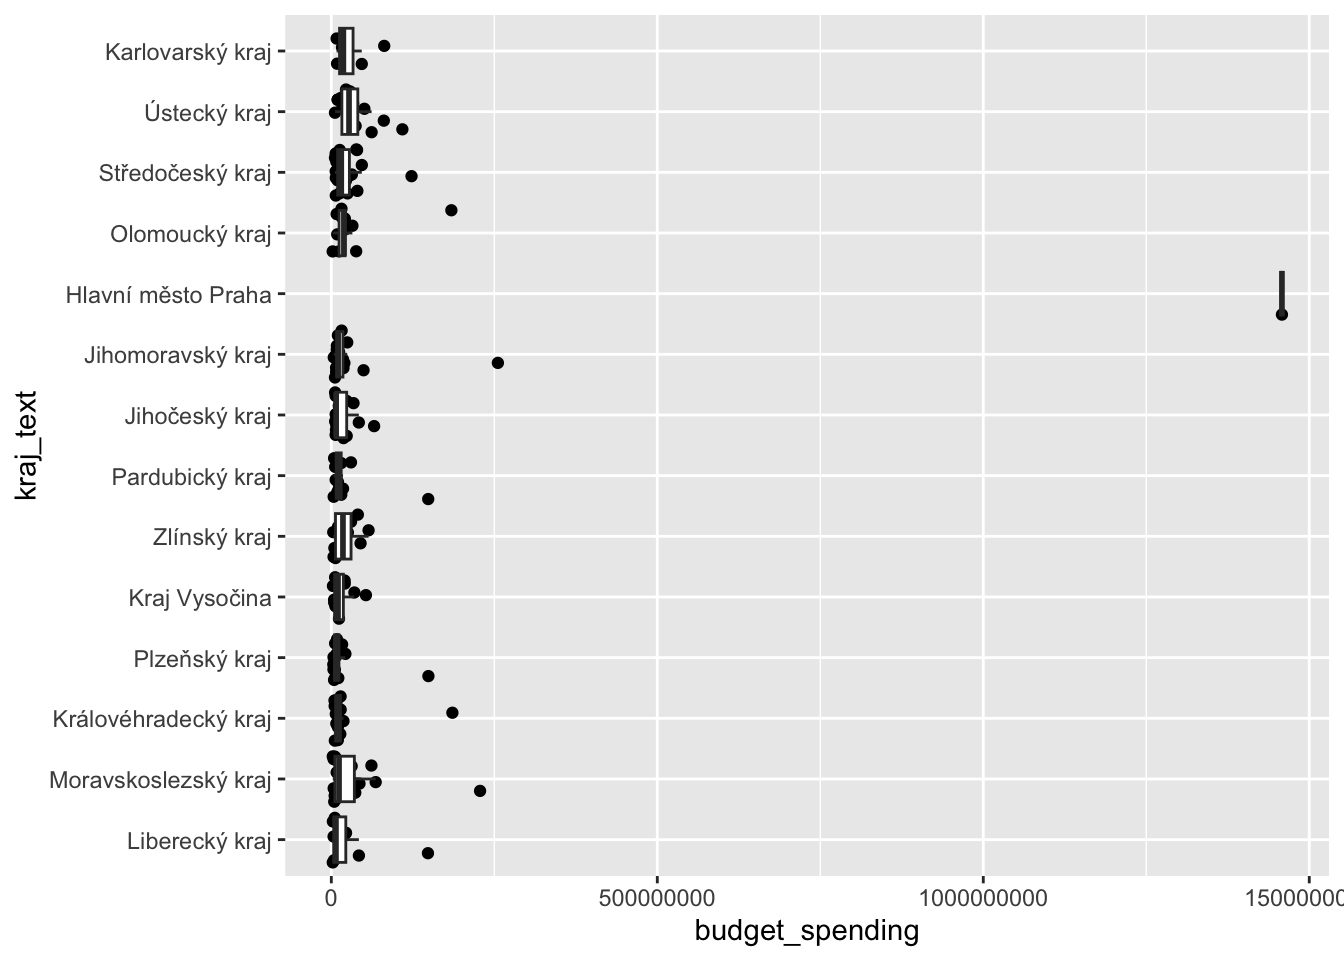 Karlovarský kraj
Ústecký kraj
Středočeský kraj
Olomoucký kraj
Hlavní město Praha
Jihomoravský kraj
Jihočeský kraj
Pardubický kraj
Zlínský kraj
Kraj Vysočina
Plzeňský kraj
Královéhradecký kraj
Moravskoslezský kraj
Liberecký kraj
kraj_text
0 500000000 1000000000 15000000
budget_spending